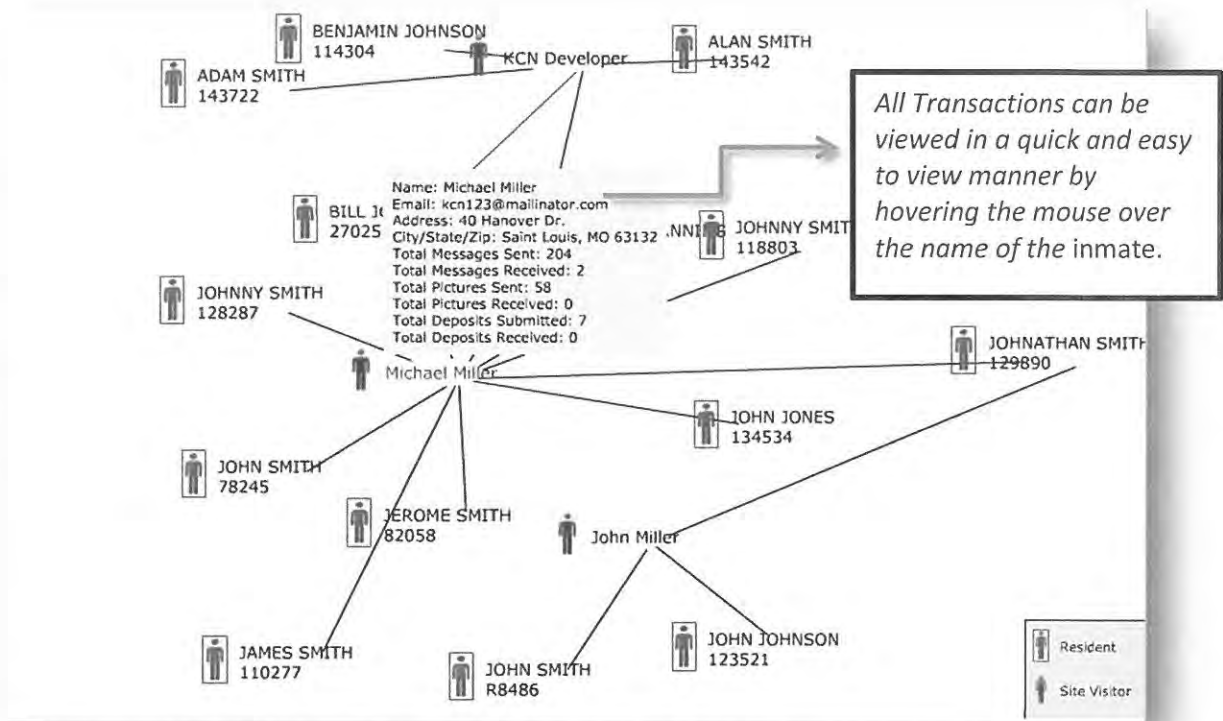 BENJAMIN JOHNSON
114304
KCN Developer
ALAN SMITH
143542
ADAM SMITH
143722
All Transactions can be
viewed in a quick and easy
to view manner by
hovering the mouse over
the name of the inmate.
Name: Michael Miller
Email: kcn123@mailinator.com
Address: 40 Hanover Dr.
City/State/Zip: Saint Louis, MO 63132
Total Messages Sent: 204
Total Messages Received: 2
Total Pictures Sent: 58
Total Pictures Received: 0
Total Deposits Submitted: 7
Total Deposits Received: 0
BILL
27025
JOHNNY SMIT
118803
JOHNNY SMITH
128287
Michael Miller
JOHNATHAN SMITH
129890
JOHN JONES
134534
JOHN SMITH
78245
JEROME SMITH
82058
John Miller
JAMES SMITH
110277
JOHN SMITH
R8486
JOHN JOHNSON
123521
Resident
Site Visitor